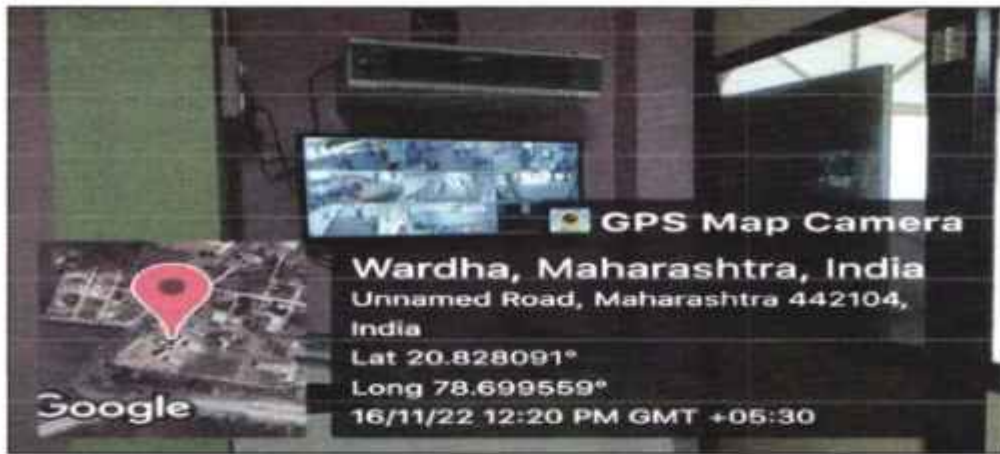 GPS Map Camera
Wardha, Maharashtra, India
Unnamed Road, Maharashtra 442104,
India
Lat 20.828091°
Long 78.699559°
16/11/22 12:20 PM GMT +05:30
Google